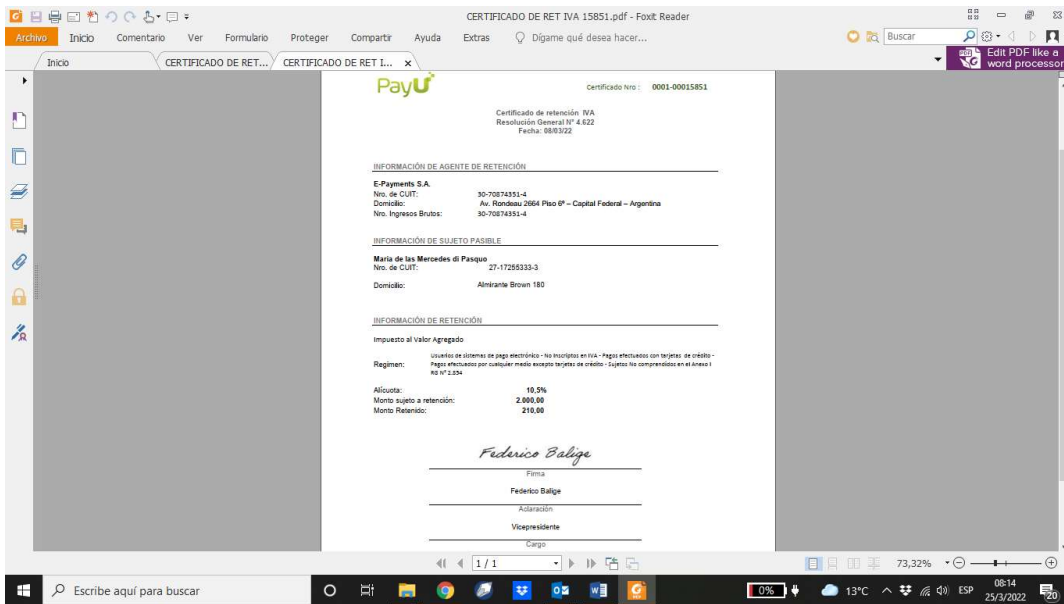 CERTIFICADO DE RET IVA 15851.pdf - Foxit Reader
Archivo Inicio Comentario Ver Formulario Proteger Compartir Ayuda Extras Dígame qué desea hacer... Buscar
Edit PDF like a
word processor
Inicio CERTIFICADO DE RET... CERTIFICADO DE RET I... x
PayU
Certificado Nro : 0001-00015851
Certificado de retención IVA
Resolución General N° 4.622
Fecha: 08/03/22
INFORMACIÓN DE AGENTE DE RETENCIÓN
E-Payments S.A.
Nro. de CUIT: 30-70874351-4
Domicilio: Av. Rondeau 2664 Piso 6º – Capital Federal – Argentina
Nro. Ingresos Brutos: 30-70874351-4
INFORMACIÓN DE SUJETO PASIBLE
Maria de las Mercedes di Pasquo
Nro. de CUIT: 27-17255333-3
Domicilio: Almirante Brown 180
INFORMACIÓN DE RETENCIÓN
Impuesto al Valor Agregado
Usuarios de sistemas de pago electrónico - No Inscriptos en IVA - Pagos efectuados con tarjetas de crédito -
Regimen: Pagos efectuados por cualquier medio excepto tarjetas de crédito - Sujetos No comprendidos en el Anexo I
RG N° 2.854
Alícuota: 10,5%
Monto sujeto a retención: 2.000,00
Monto Retenido: 210,00
Federico Balige
Firma
Federico Balige
Aclaración
Vicepresidente
Cargo
1 / 1
73,32%
Escribe aquí para buscar
0%
13°C
ESP
08:14
25/3/2022
20